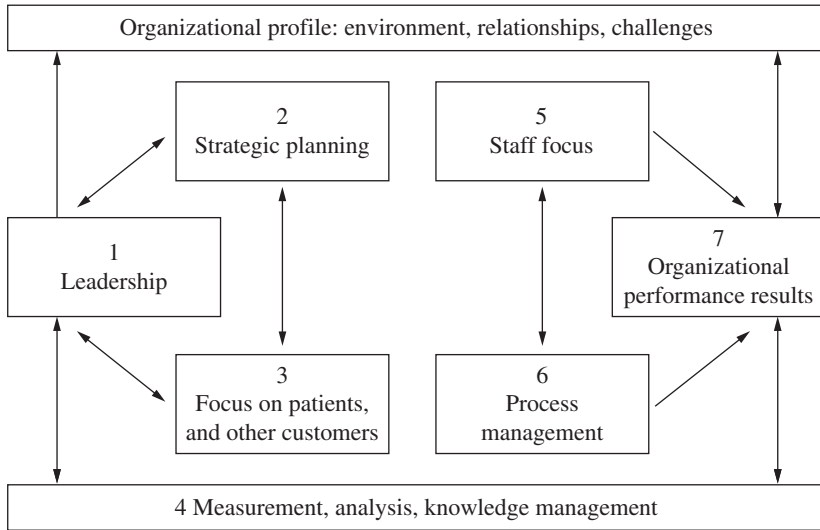 Organizational profile: environment, relationships, challenges
2
Strategic planning
5
Staff focus
1
Leadership
7
Organizational
performance results
3
Focus on patients,
and other customers
6
Process
management
4 Measurement, analysis, knowledge management